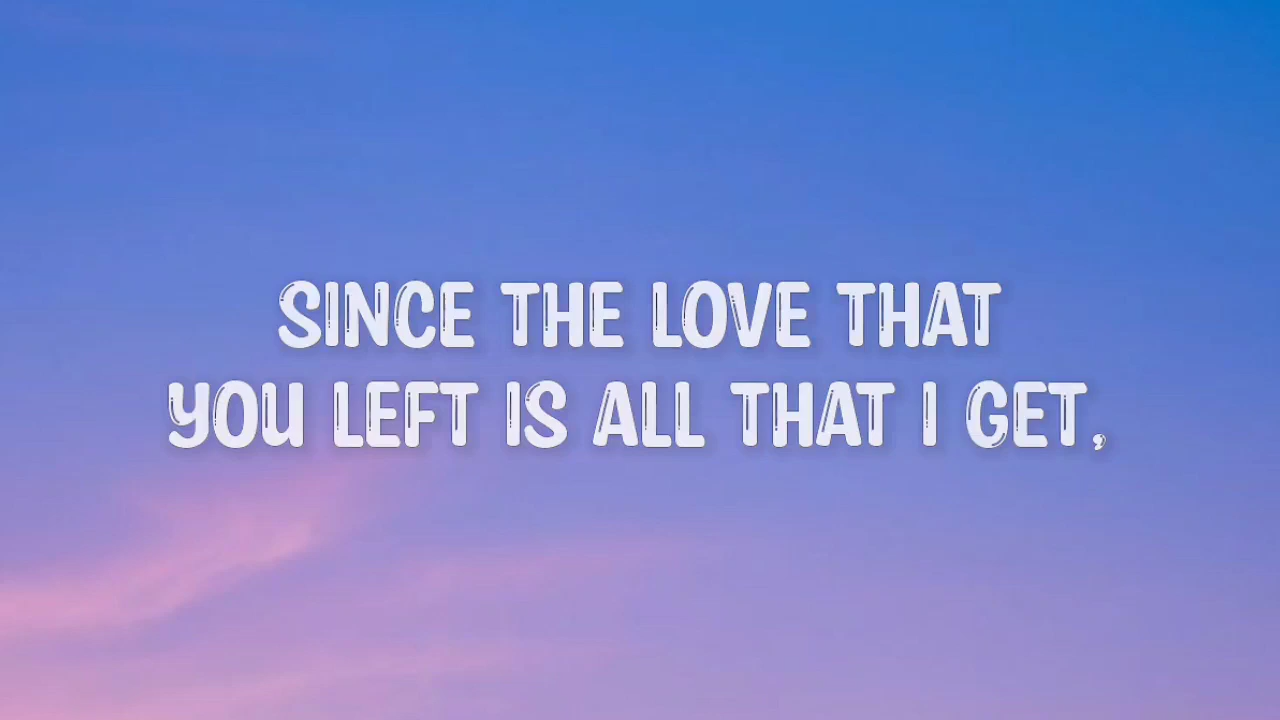 SINCE THE LOVE THAT
YOU LEFT IS ALL THAT I GET,